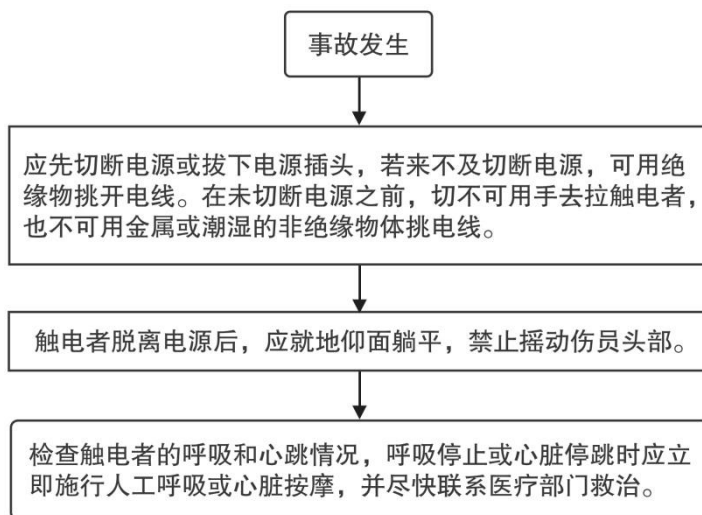 事故发生
应先切断电源或拔下电源插头，若来不及切断电源，可用绝
缘物挑开电线。在未切断电源之前，切不可用手去拉触电者，
也不可用金属或潮湿的非绝缘物体挑电线。
触电者脱离电源后，应就地仰面躺平，禁止摇动伤员头部。
检查触电者的呼吸和心跳情况，呼吸停止或心脏停跳时应立
即施行人工呼吸或心脏按摩，并尽快联系医疗部门救治。